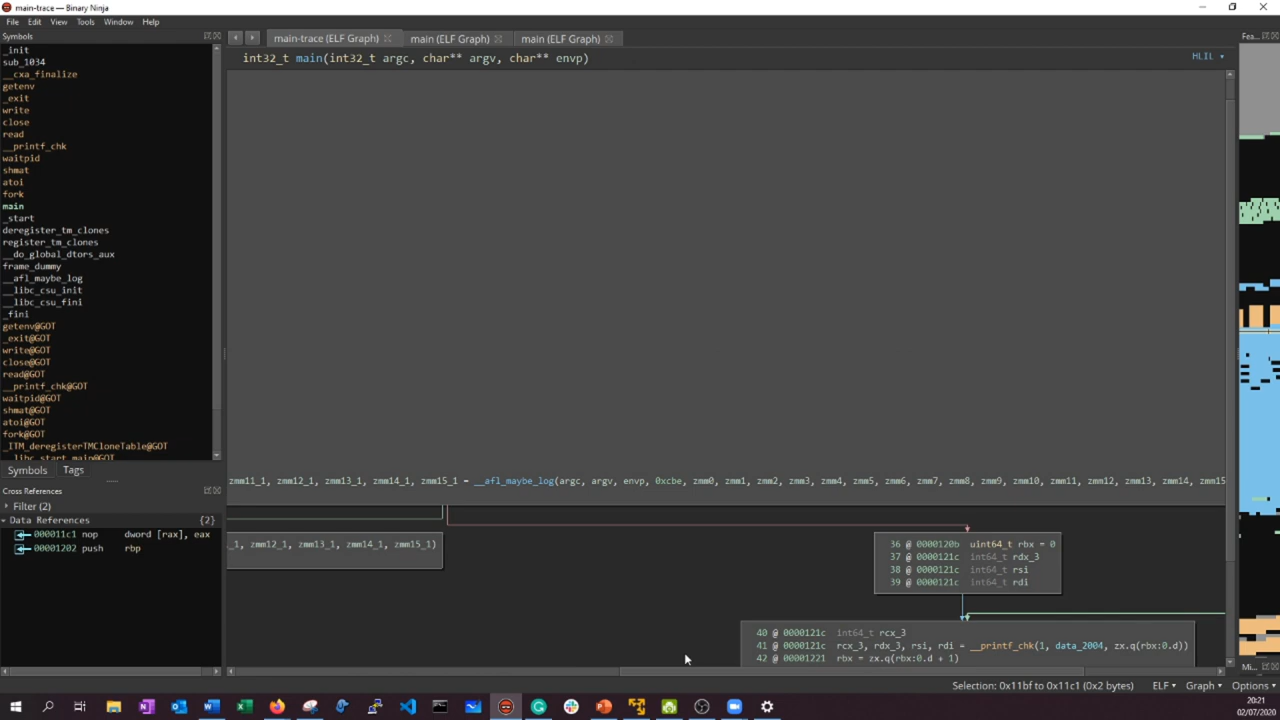 main-trace — Binary Ninja
File Edit View Tools Window Help
Symbols
_init
sub_1034
__cxa_finalize
getenv
_exit
write
close
read
__printf_chk
waitpid
shmat
atoi
fork
main
_start
deregister_tm_clones
register_tm_clones
__do_global_dtors_aux
frame_dummy
__afl_maybe_log
__libc_csu_init
__libc_csu_fini
_fini
getenv@GOT
_exit@GOT
write@GOT
close@GOT
read@GOT
__printf_chk@GOT
waitpid@GOT
shmat@GOT
atoi@GOT
fork@GOT
_ITM_deregisterTMCloneTable@GOT
__libc_start_main@GOT
Symbols Tags
Cross References
Filter (2)
Data References {2}
000011c1 nop dword [rax], eax
00001202 push rbp
main-trace (ELF Graph) main (ELF Graph) main (ELF Graph)
int32_t main(int32_t argc, char** argv, char** envp)
HLIL
zmm11_1, zmm12_1, zmm13_1, zmm14_1, zmm15_1 = __afl_maybe_log(argc, argv, envp, 0xcbe, zmm0, zmm1, zmm2, zmm3, zmm4, zmm5, zmm6, zmm7, zmm8, zmm9, zmm10, zmm11, zmm12, zmm13, zmm14, zmm15
_1, zmm12_1, zmm13_1, zmm14_1, zmm15_1)
36 @ 0000120b uint64_t rbx = 0
37 @ 0000121c int64_t rdx_3
38 @ 0000121c int64_t rsi
39 @ 0000121c int64_t rdi
40 @ 0000121c int64_t rcx_3
41 @ 0000121c rcx_3, rdx_3, rsi, rdi = __printf_chk(1, data_2004, zx.q(rbx:0.d))
42 @ 00001221 rbx = zx.q(rbx:0.d + 1)
Fea...
Mi...
Selection: 0x11bf to 0x11c1 (0x2 bytes) ELF Graph Options
20:21
02/07/2020